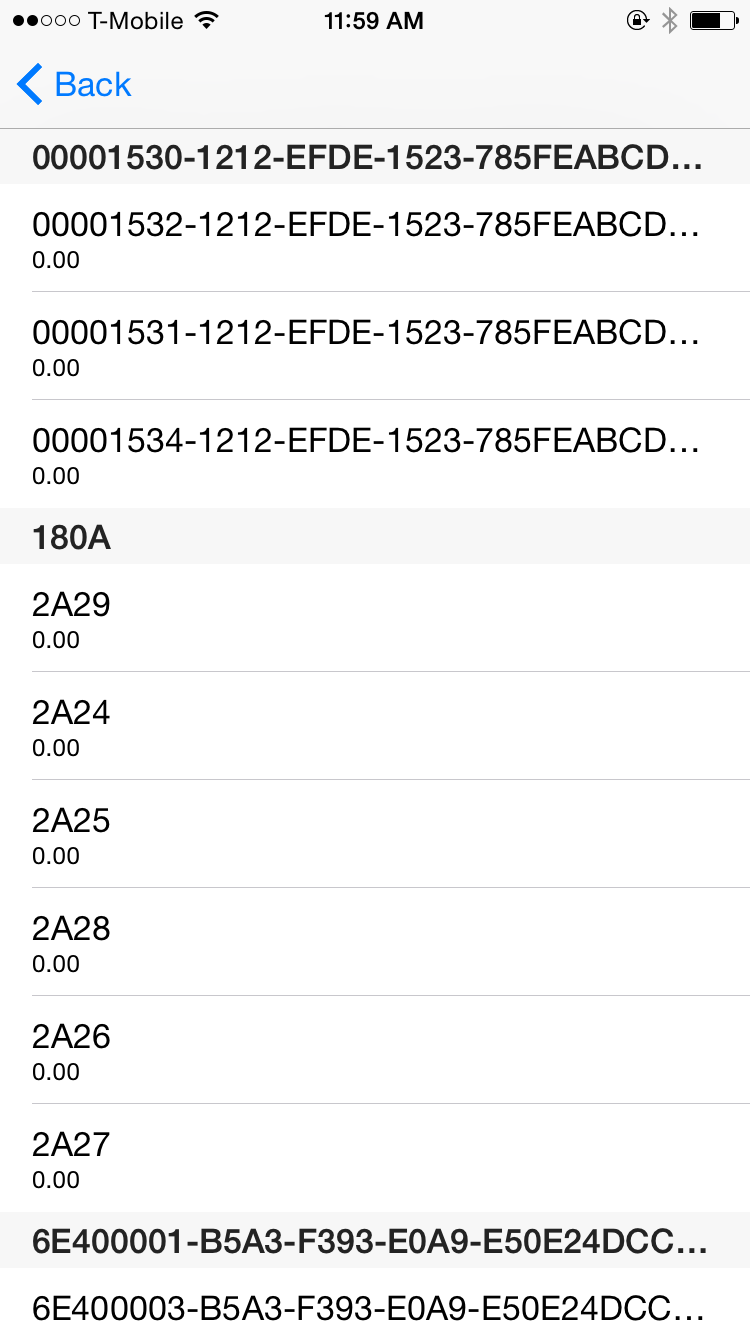 T-Mobile 11:59 AM
Back
00001530-1212-EFDE-1523-785FEABCD...
00001532-1212-EFDE-1523-785FEABCD...
0.00
00001531-1212-EFDE-1523-785FEABCD...
0.00
00001534-1212-EFDE-1523-785FEABCD...
0.00
180A
2A29
0.00
2A24
0.00
2A25
0.00
2A28
0.00
2A26
0.00
2A27
0.00
6E400001-B5A3-F393-E0A9-E50E24DCC...
6E400003-B5A3-F393-E0A9-E50E24DCC...